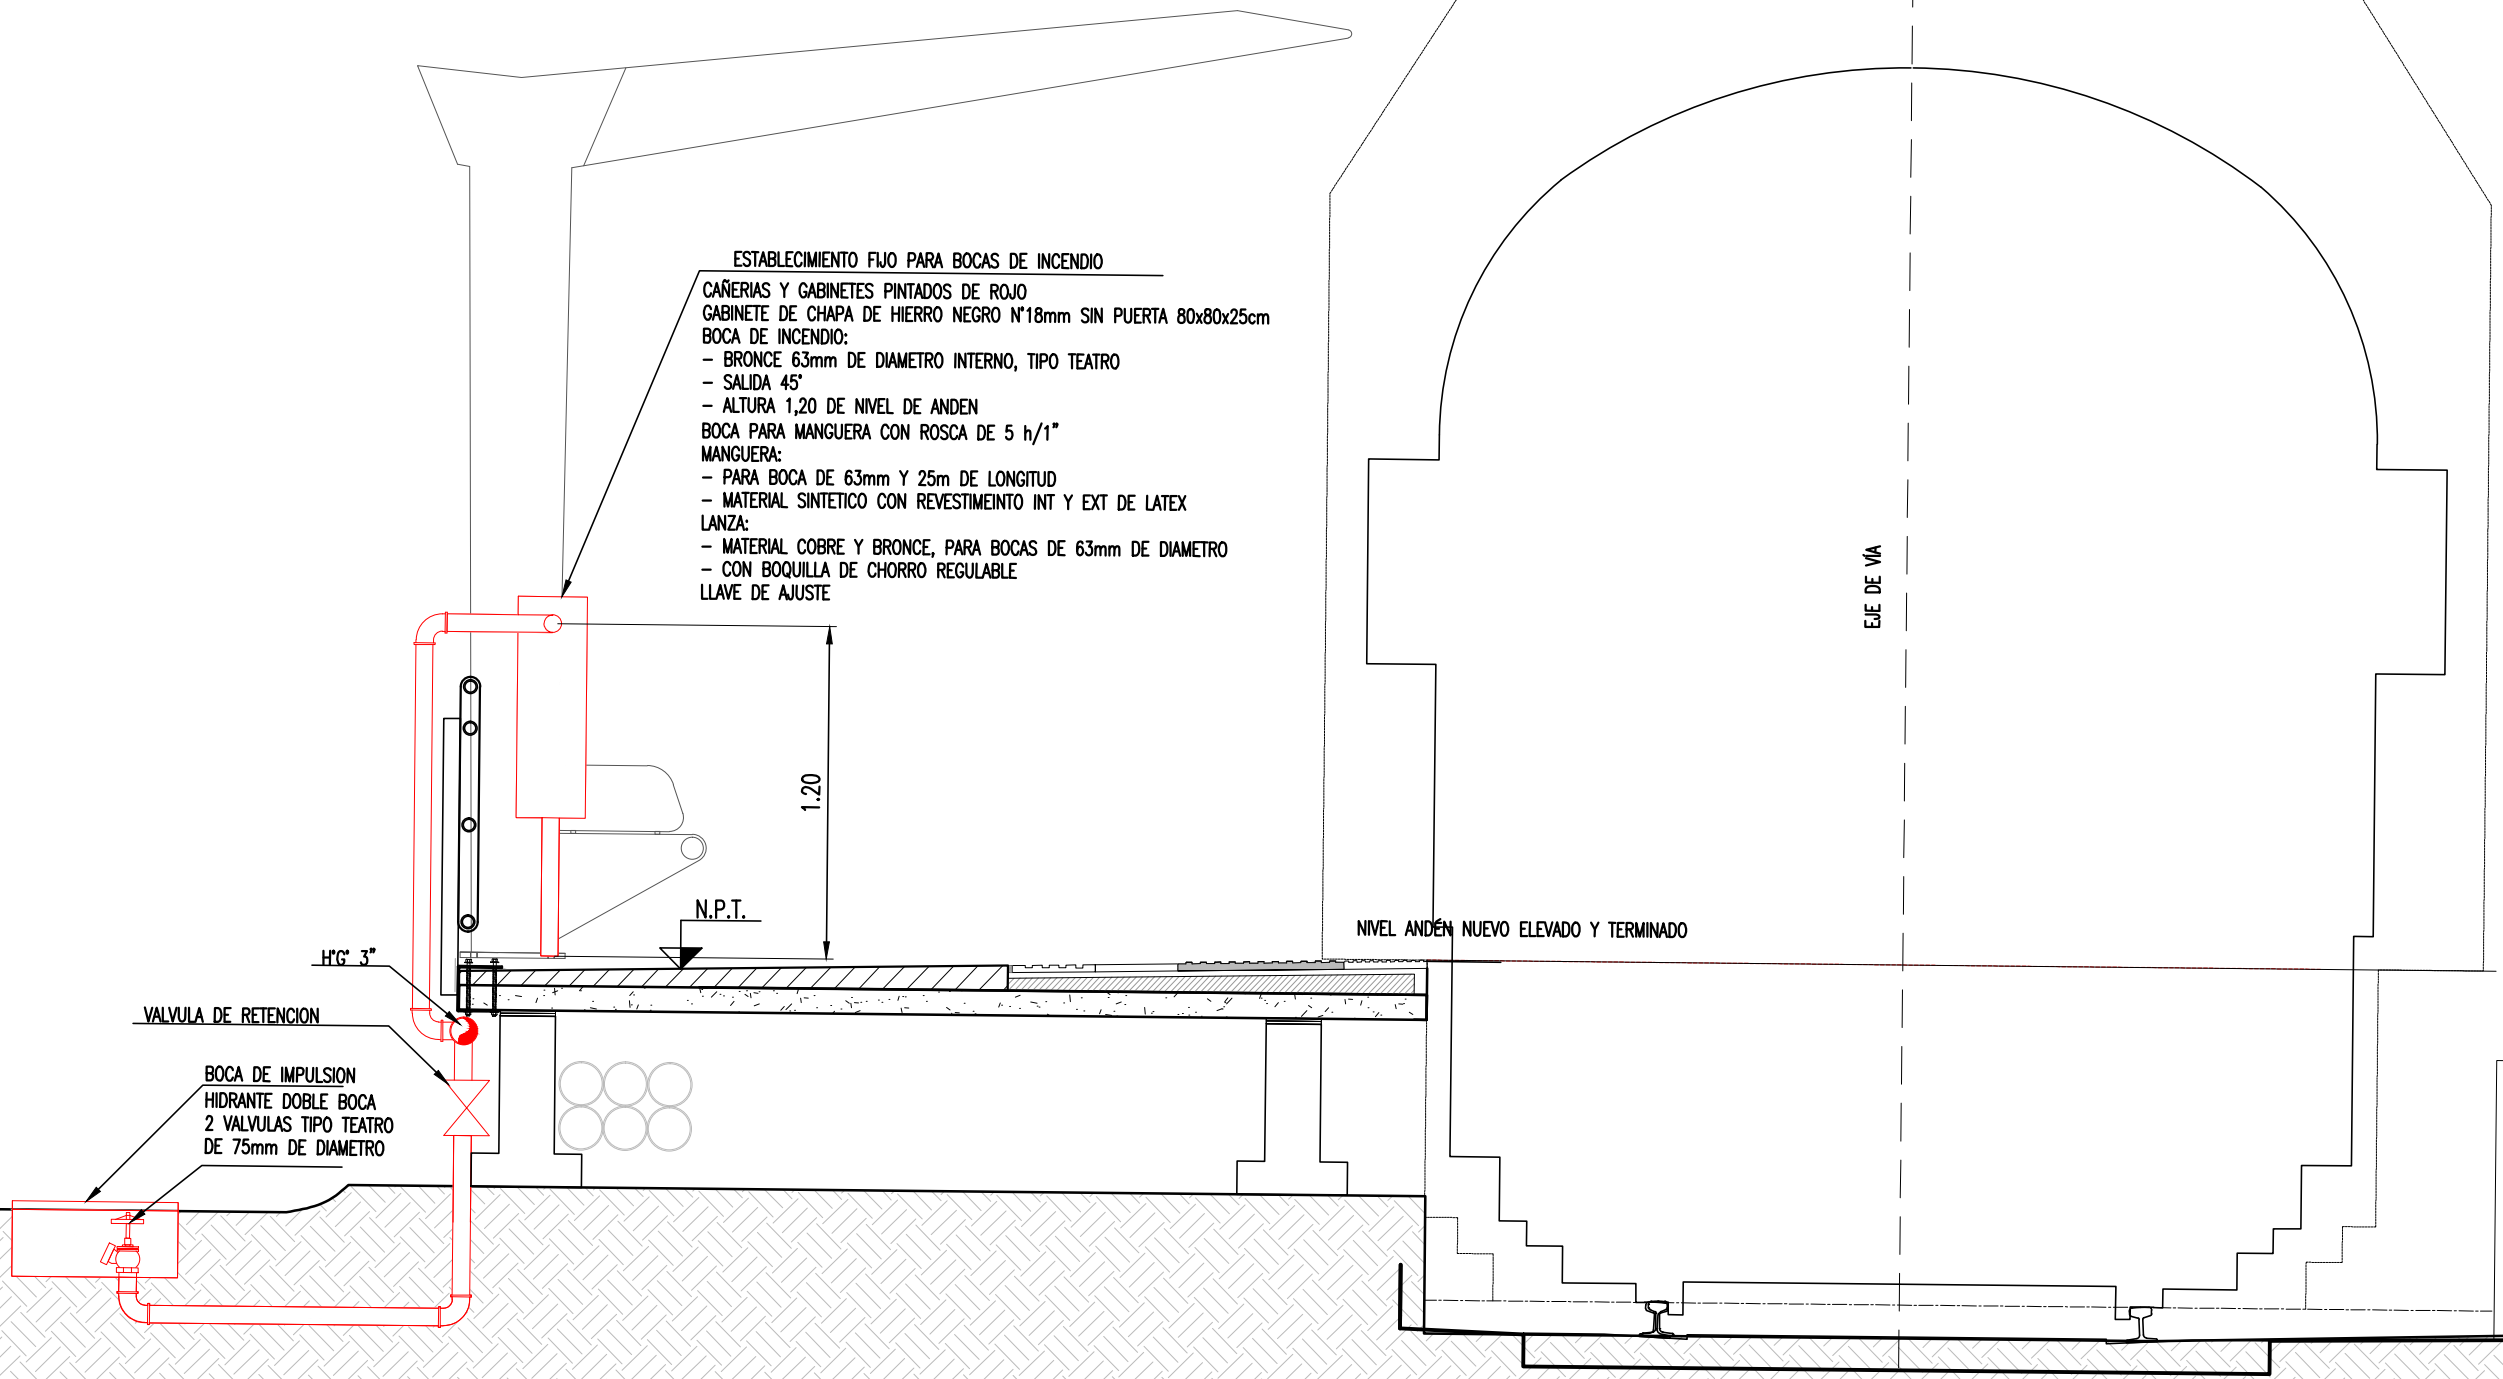 ESTABLECIMIENTO FIJO PARA BOCAS DE INCENDIO
CAÑERIAS Y GABINETES PINTADOS DE ROJO
GABINETE DE CHAPA DE HIERRO NEGRO N°18mm SIN PUERTA 80x80x25cm
BOCA DE INCENDIO:
- BRONCE 63mm DE DIAMETRO INTERNO, TIPO TEATRO
- SALIDA 45°
- ALTURA 1,20 DE NIVEL DE ANDEN
BOCA PARA MANGUERA CON ROSCA DE 5 h/1"
MANGUERA:
- PARA BOCA DE 63mm Y 25m DE LONGITUD
- MATERIAL SINTETICO CON REVESTIMEINTO INT Y EXT DE LATEX
LANZA:
- MATERIAL COBRE Y BRONCE, PARA BOCAS DE 63mm DE DIAMETRO
- CON BOQUILLA DE CHORRO REGULABLE
LLAVE DE AJUSTE
EJE DE VÍA
1.20
N.P.T.
NIVEL ANDÉN NUEVO ELEVADO Y TERMINADO
H°G° 3"
VALVULA DE RETENCION
BOCA DE IMPULSION
HIDRANTE DOBLE BOCA
2 VALVULAS TIPO TEATRO
DE 75mm DE DIAMETRO